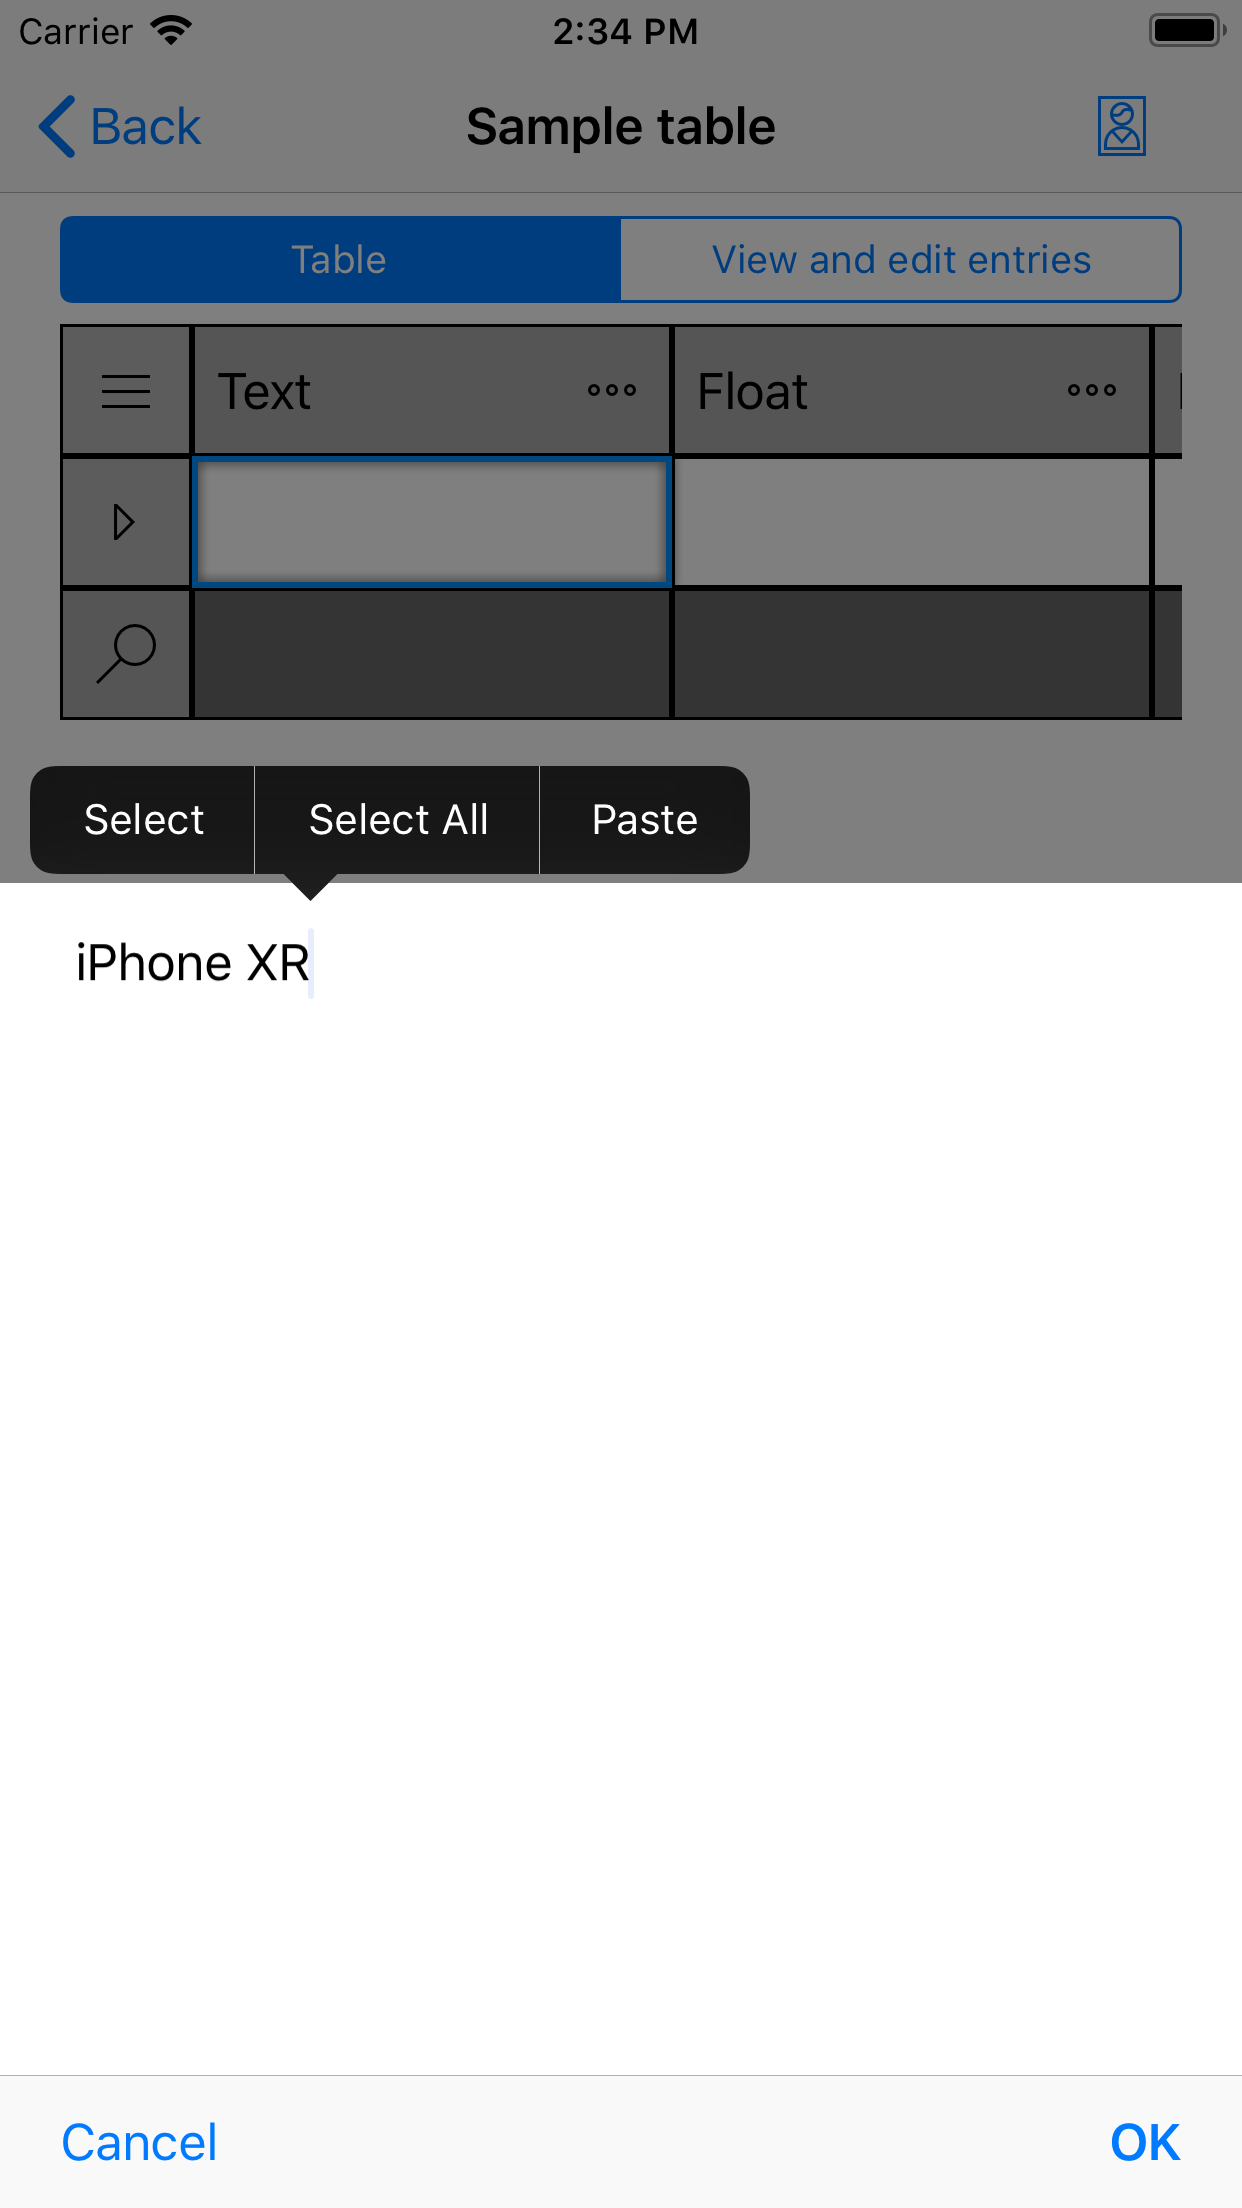 Carrier 2:34 PM
Back Sample table
Table View and edit entries
Text Float
Select Select All Paste
iPhone XR
Cancel OK